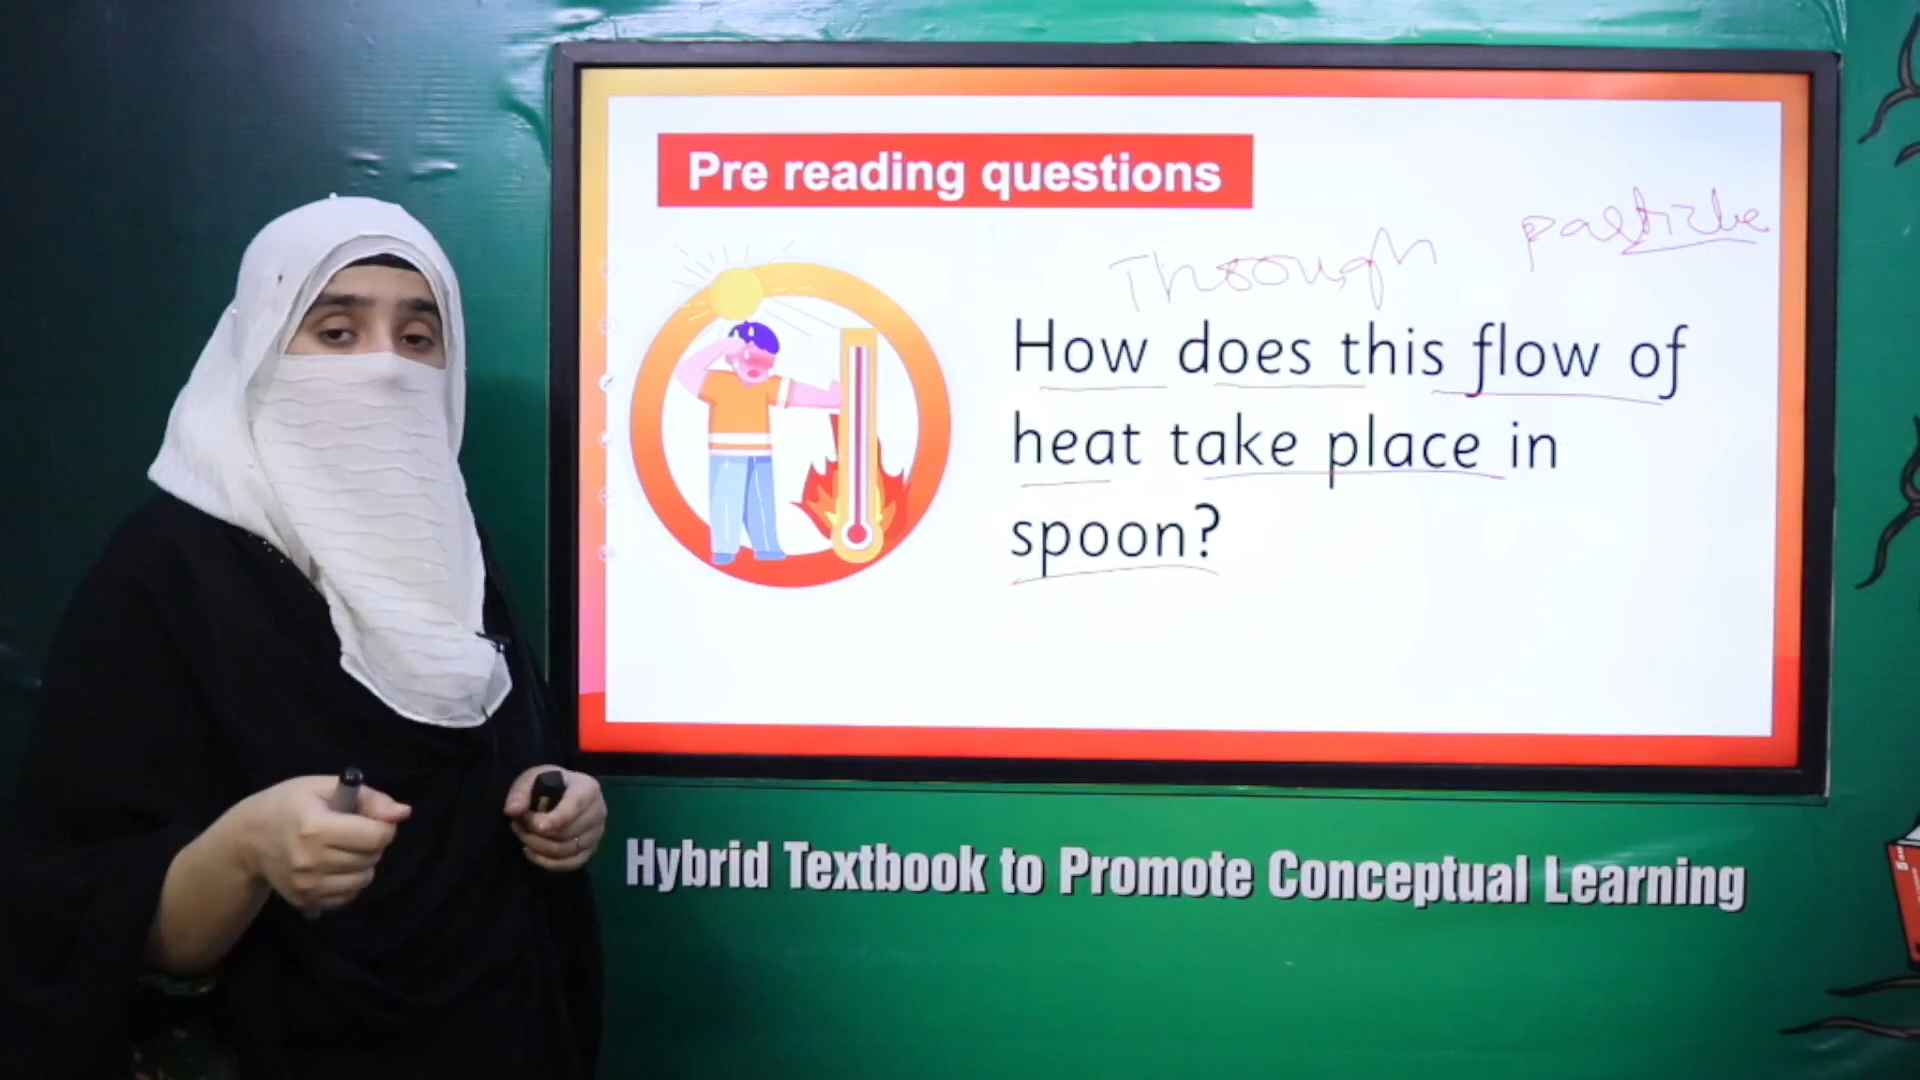 Pre reading questions
Through particle
How does this flow of
heat take place in
spoon?
Hybrid Textbook to Promote Conceptual Learning